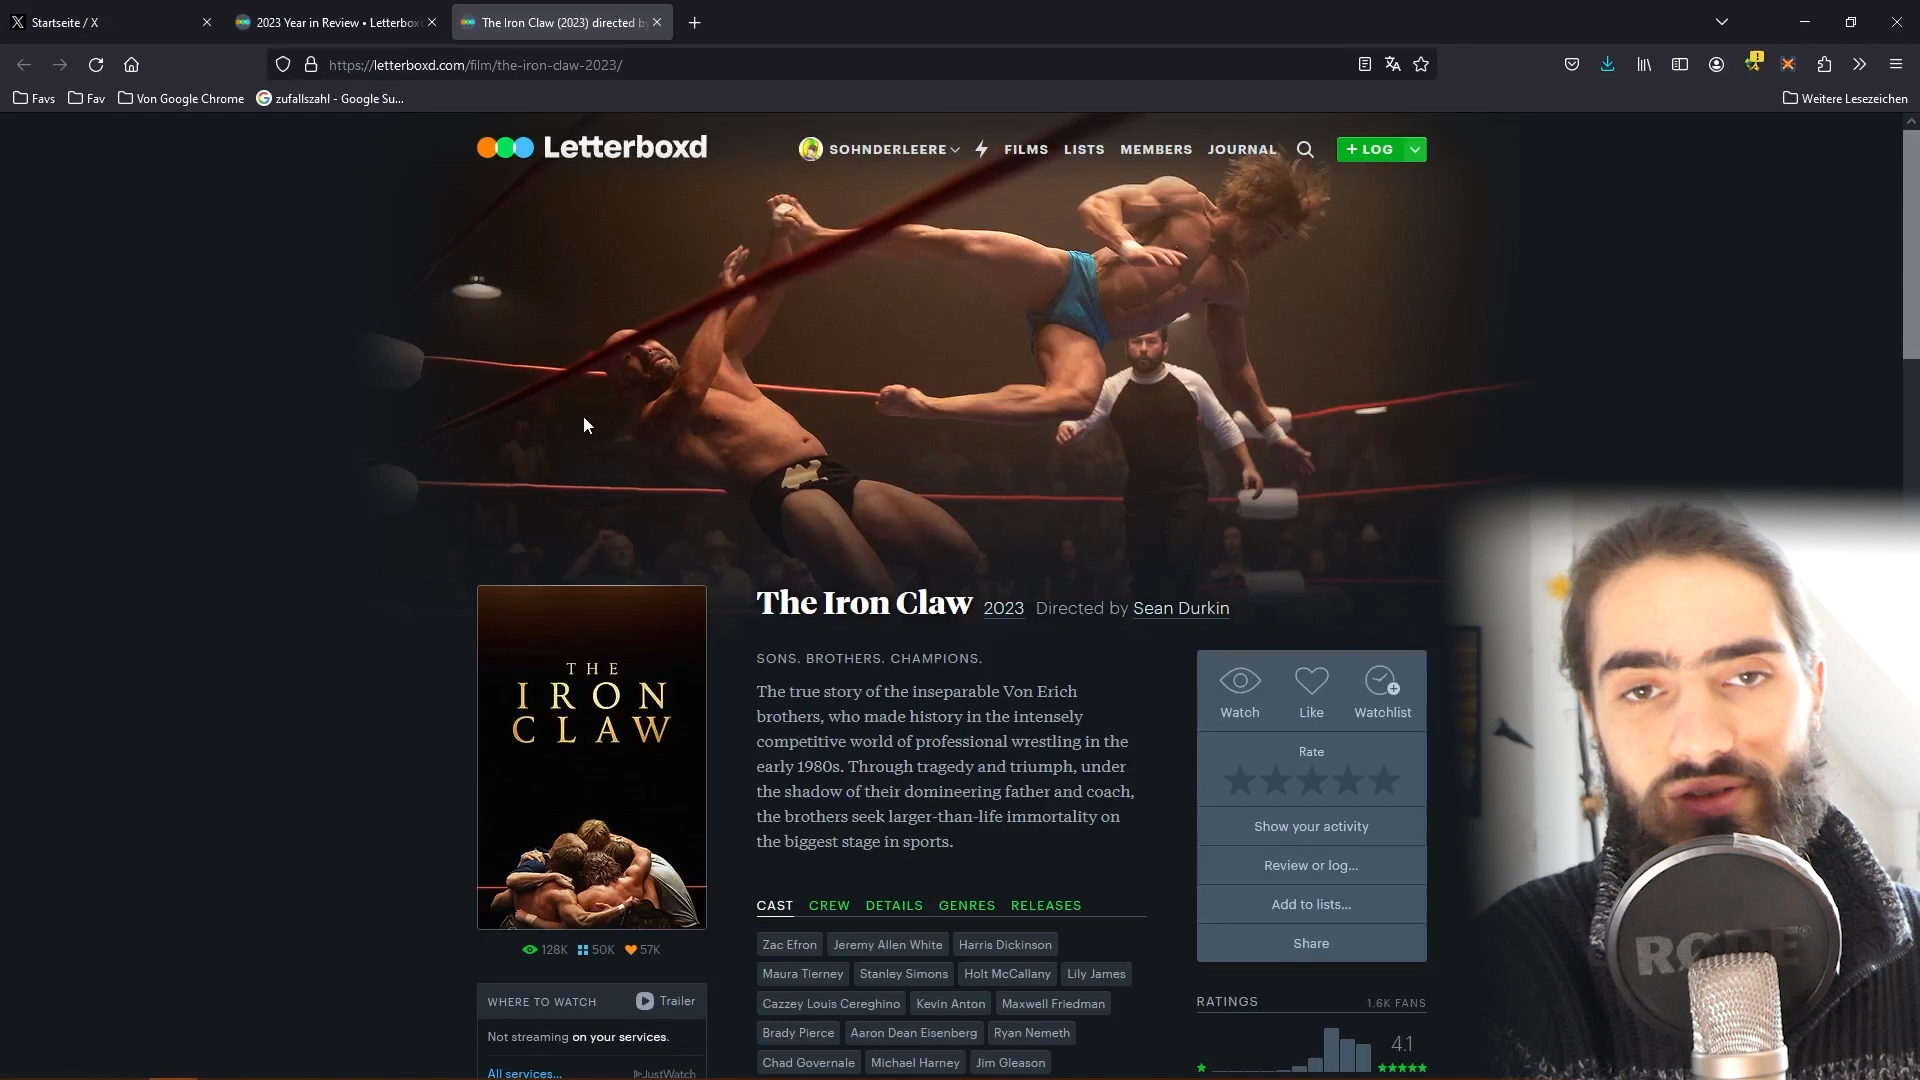 Startseite / X
2023 Year in Review • Letterbox
The Iron Claw (2023) directed b
https://letterboxd.com/film/the-iron-claw-2023/
Favs
Fav
Von Google Chrome
zufallszahl - Google Su...
Weitere Lesezeichen
Letterboxd
SOHNDERLEERE
FILMS
LISTS
MEMBERS
JOURNAL
+ LOG
THE
IRON
CLAW
128K
50K
57K
WHERE TO WATCH
Trailer
Not streaming on your services.
All services...
JustWatch
The Iron Claw 2023 Directed by Sean Durkin
SONS. BROTHERS. CHAMPIONS.
The true story of the inseparable Von Erich
brothers, who made history in the intensely
competitive world of professional wrestling in the
early 1980s. Through tragedy and triumph, under
the shadow of their domineering father and coach,
the brothers seek larger-than-life immortality on
the biggest stage in sports.
CAST CREW DETAILS GENRES RELEASES
Zac Efron Jeremy Allen White Harris Dickinson
Maura Tierney Stanley Simons Holt McCallany Lily James
Cazzey Louis Cereghino Kevin Anton Maxwell Friedman
Brady Pierce Aaron Dean Eisenberg Ryan Nemeth
Chad Governale Michael Harney Jim Gleason
Watch
Like
Watchlist
Rate
Show your activity
Review or log...
Add to lists...
Share
RATINGS
1.6K FANS
4.1
RODE